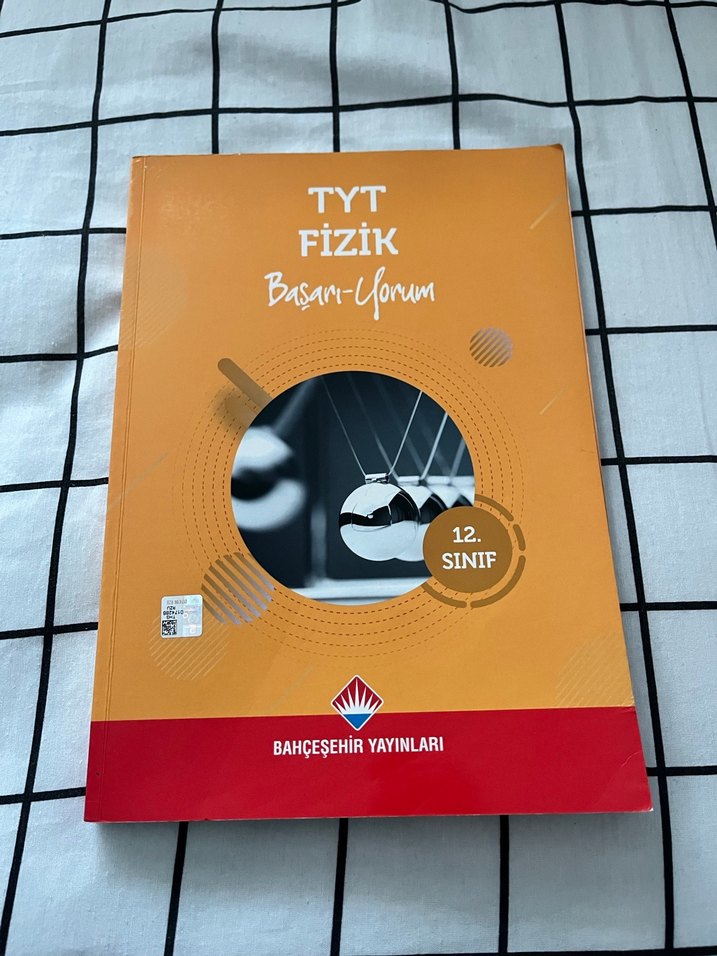 TYT
FİZİK
Başarı-Yorum
12.
SINIF
BAHÇEŞEHİR YAYINLARI